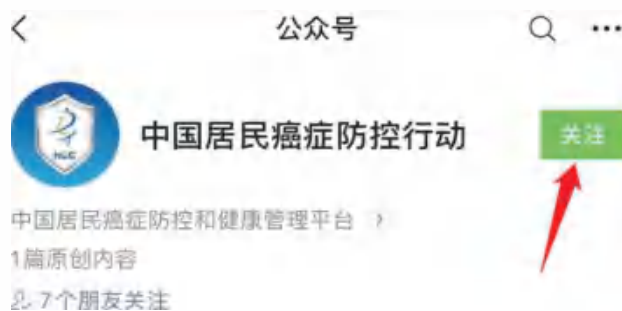 公众号
中国居民癌症防控行动
关注
中国居民癌症防控和健康管理平台
1篇原创内容
7个朋友关注